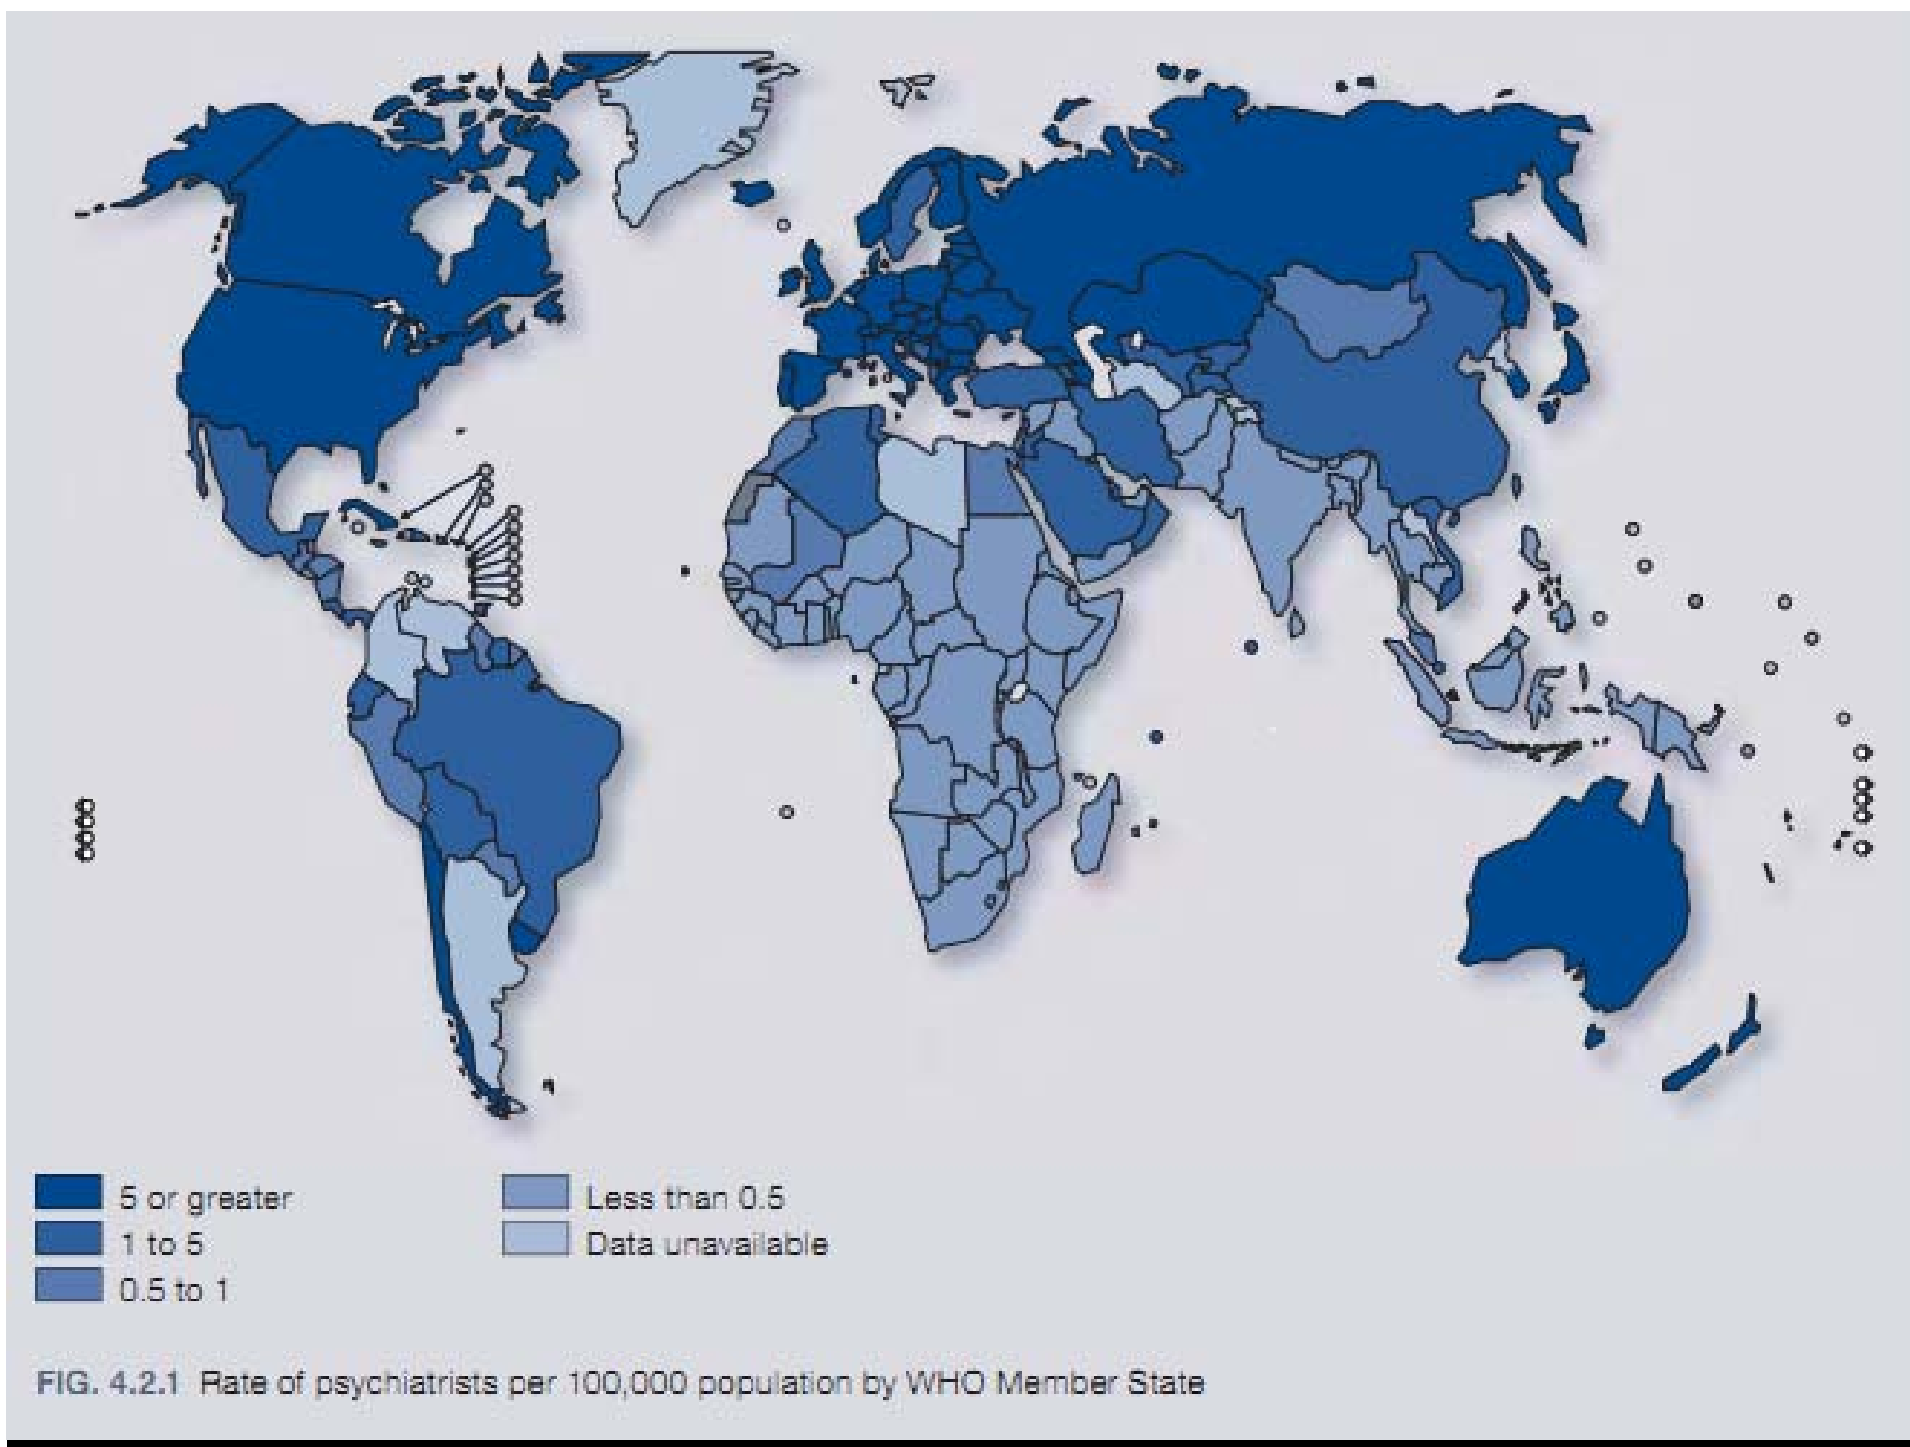 5 or greater
1 to 5
0.5 to 1
Less than 0.5
Data unavailable
FIG. 4.2.1 Rate of psychiatrists per 100,000 population by WHO Member State